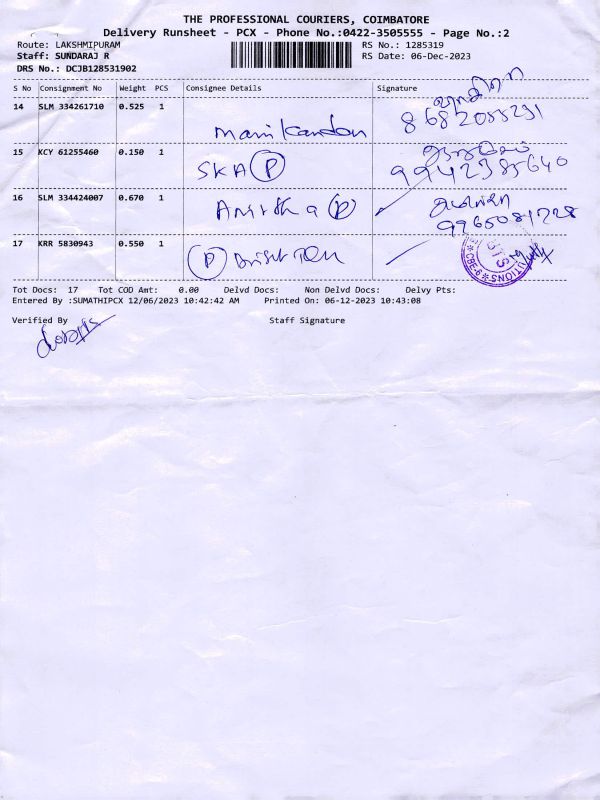 THE PROFESSIONAL COURIERS, COIMBATORE
Delivery Runsheet - PCX - Phone No.:0422-3505555 - Page No.:2
Route: LAKSHMIPURAM RS No.: 1285319
Staff: SUNDARAJ R RS Date: 06-Dec-2023
DRS No.: DCJB128531902
S No Consignment No Weight PCS Consignee Details Signature
14 SLM 334261710 0.525 1
Manikandan 8682055291
15 KCY 61255460 0.150 1
SKA (P) 9942385640
16 SLM 334424007 0.670 1
Anitha (P) 9965081728
17 KRR 5830943 0.550 1
(P)
Tot Docs: 17 Tot COD Amt: 0.00 Delvd Docs: Non Delvd Docs: Delvy Pts:
Entered By :SUMATHIPCX 12/06/2023 10:42:42 AM Printed On: 06-12-2023 10:43:08
Verified By Staff Signature